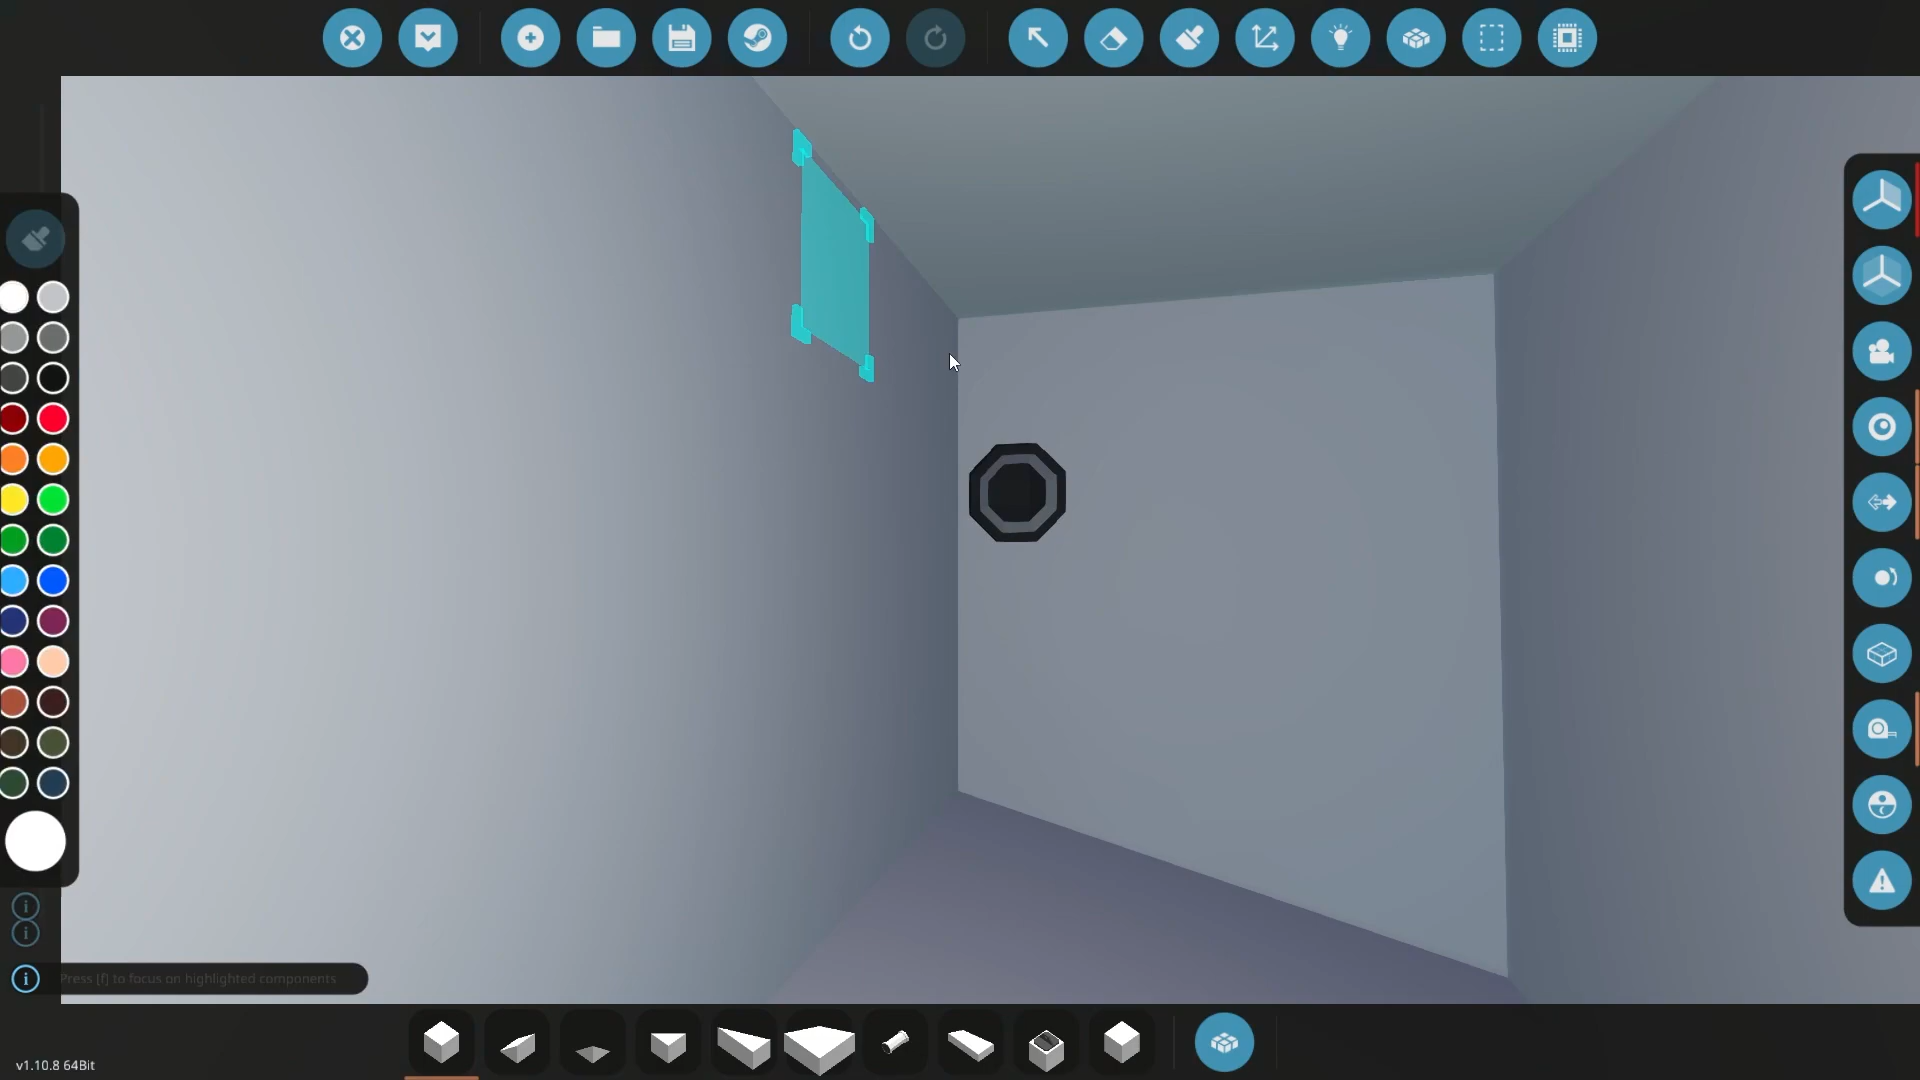 Press [f] to focus on highlighted components
v1.10.8 64Bit